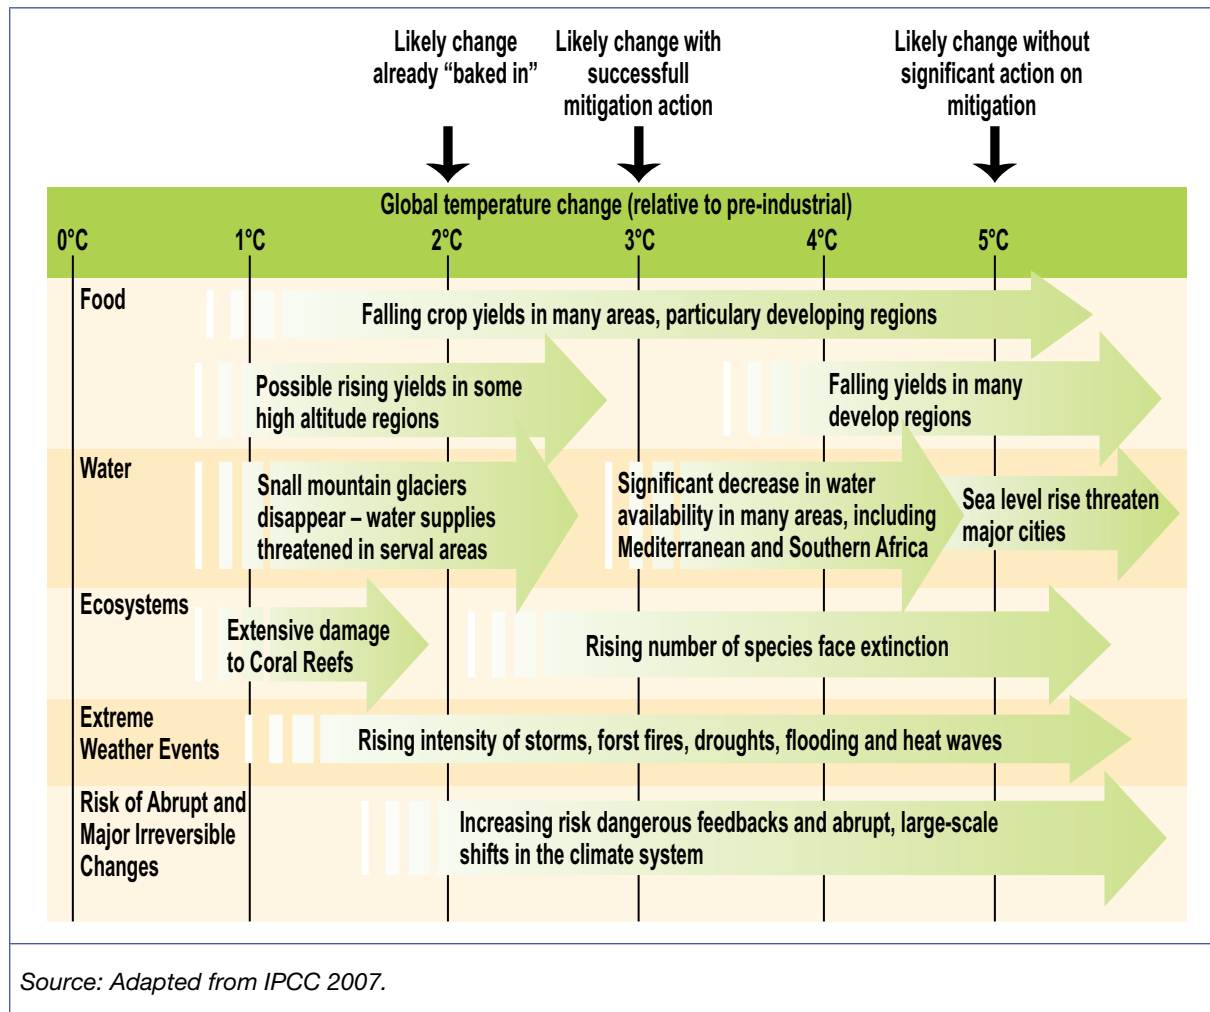 Likely change
already “baked in”
Likely change with
successfull
mitigation action
Likely change without
significant action on
mitigation
Global temperature change (relative to pre-industrial)
0°C 1°C 2°C 3°C 4°C 5°C
Food
Falling crop yields in many areas, particulary developing regions
Possible rising yields in some
high altitude regions
Falling yields in many
develop regions
Water
Snall mountain glaciers
disappear – water supplies
threatened in serval areas
Significant decrease in water
availability in many areas, including
Mediterranean and Southern Africa
Sea level rise threaten
major cities
Ecosystems
Extensive damage
to Coral Reefs
Rising number of species face extinction
Extreme
Weather Events
Rising intensity of storms, forst fires, droughts, flooding and heat waves
Risk of Abrupt and
Major Irreversible
Changes
Increasing risk dangerous feedbacks and abrupt, large-scale
shifts in the climate system
Source: Adapted from IPCC 2007.